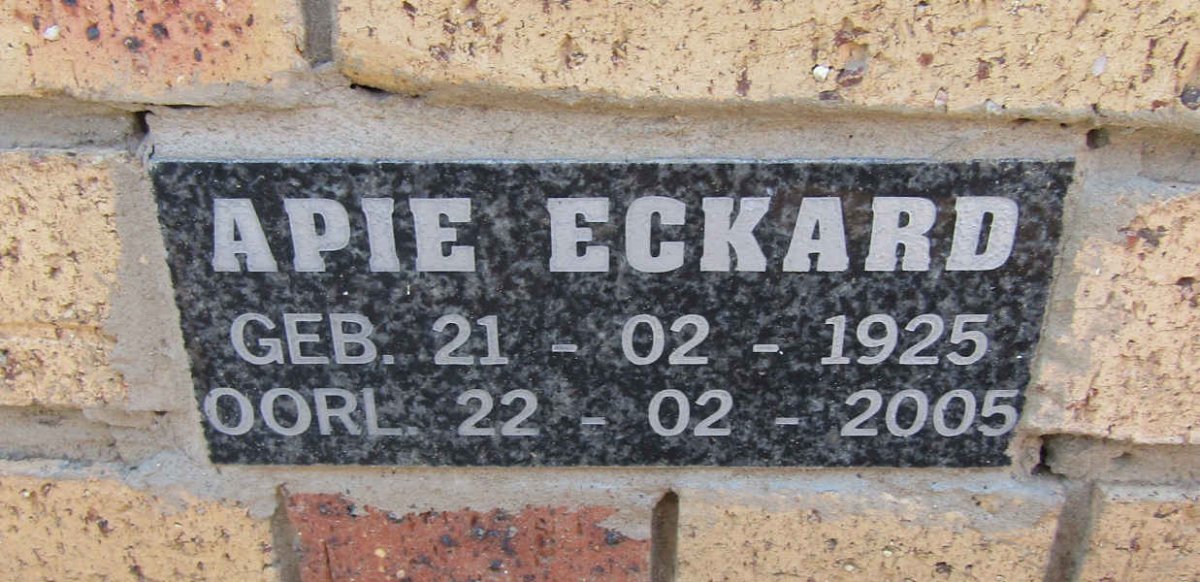 APIE ECKARD
GEB. 21 - 02 - 1925
OORL. 22 - 02 - 2005